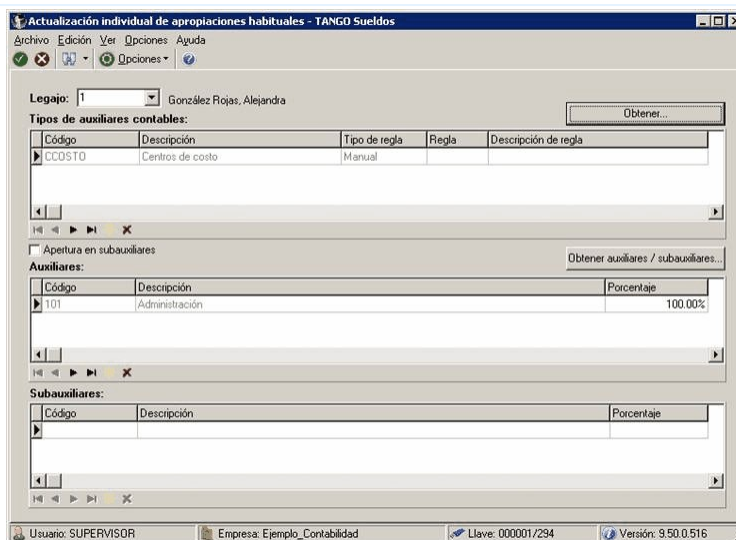 Actualización individual de apropiaciones habituales - TANGO Sueldos
Archivo Edición Ver Opciones Ayuda
Opciones
Legajo: 1 González Rojas, Alejandra
Obtener...
Tipos de auxiliares contables:
Código Descripción Tipo de regla Regla Descripción de regla
CCOSTO Centros de costo Manual
Apertura en subauxiliares
Obtener auxiliares / subauxiliares...
Auxiliares:
Código Descripción Porcentaje
101 Administración 100.00%
Subauxiliares:
Código Descripción Porcentaje
Usuario: SUPERVISOR Empresa: Ejemplo_Contabilidad Llave: 000001/294 Versión: 9.50.0.516